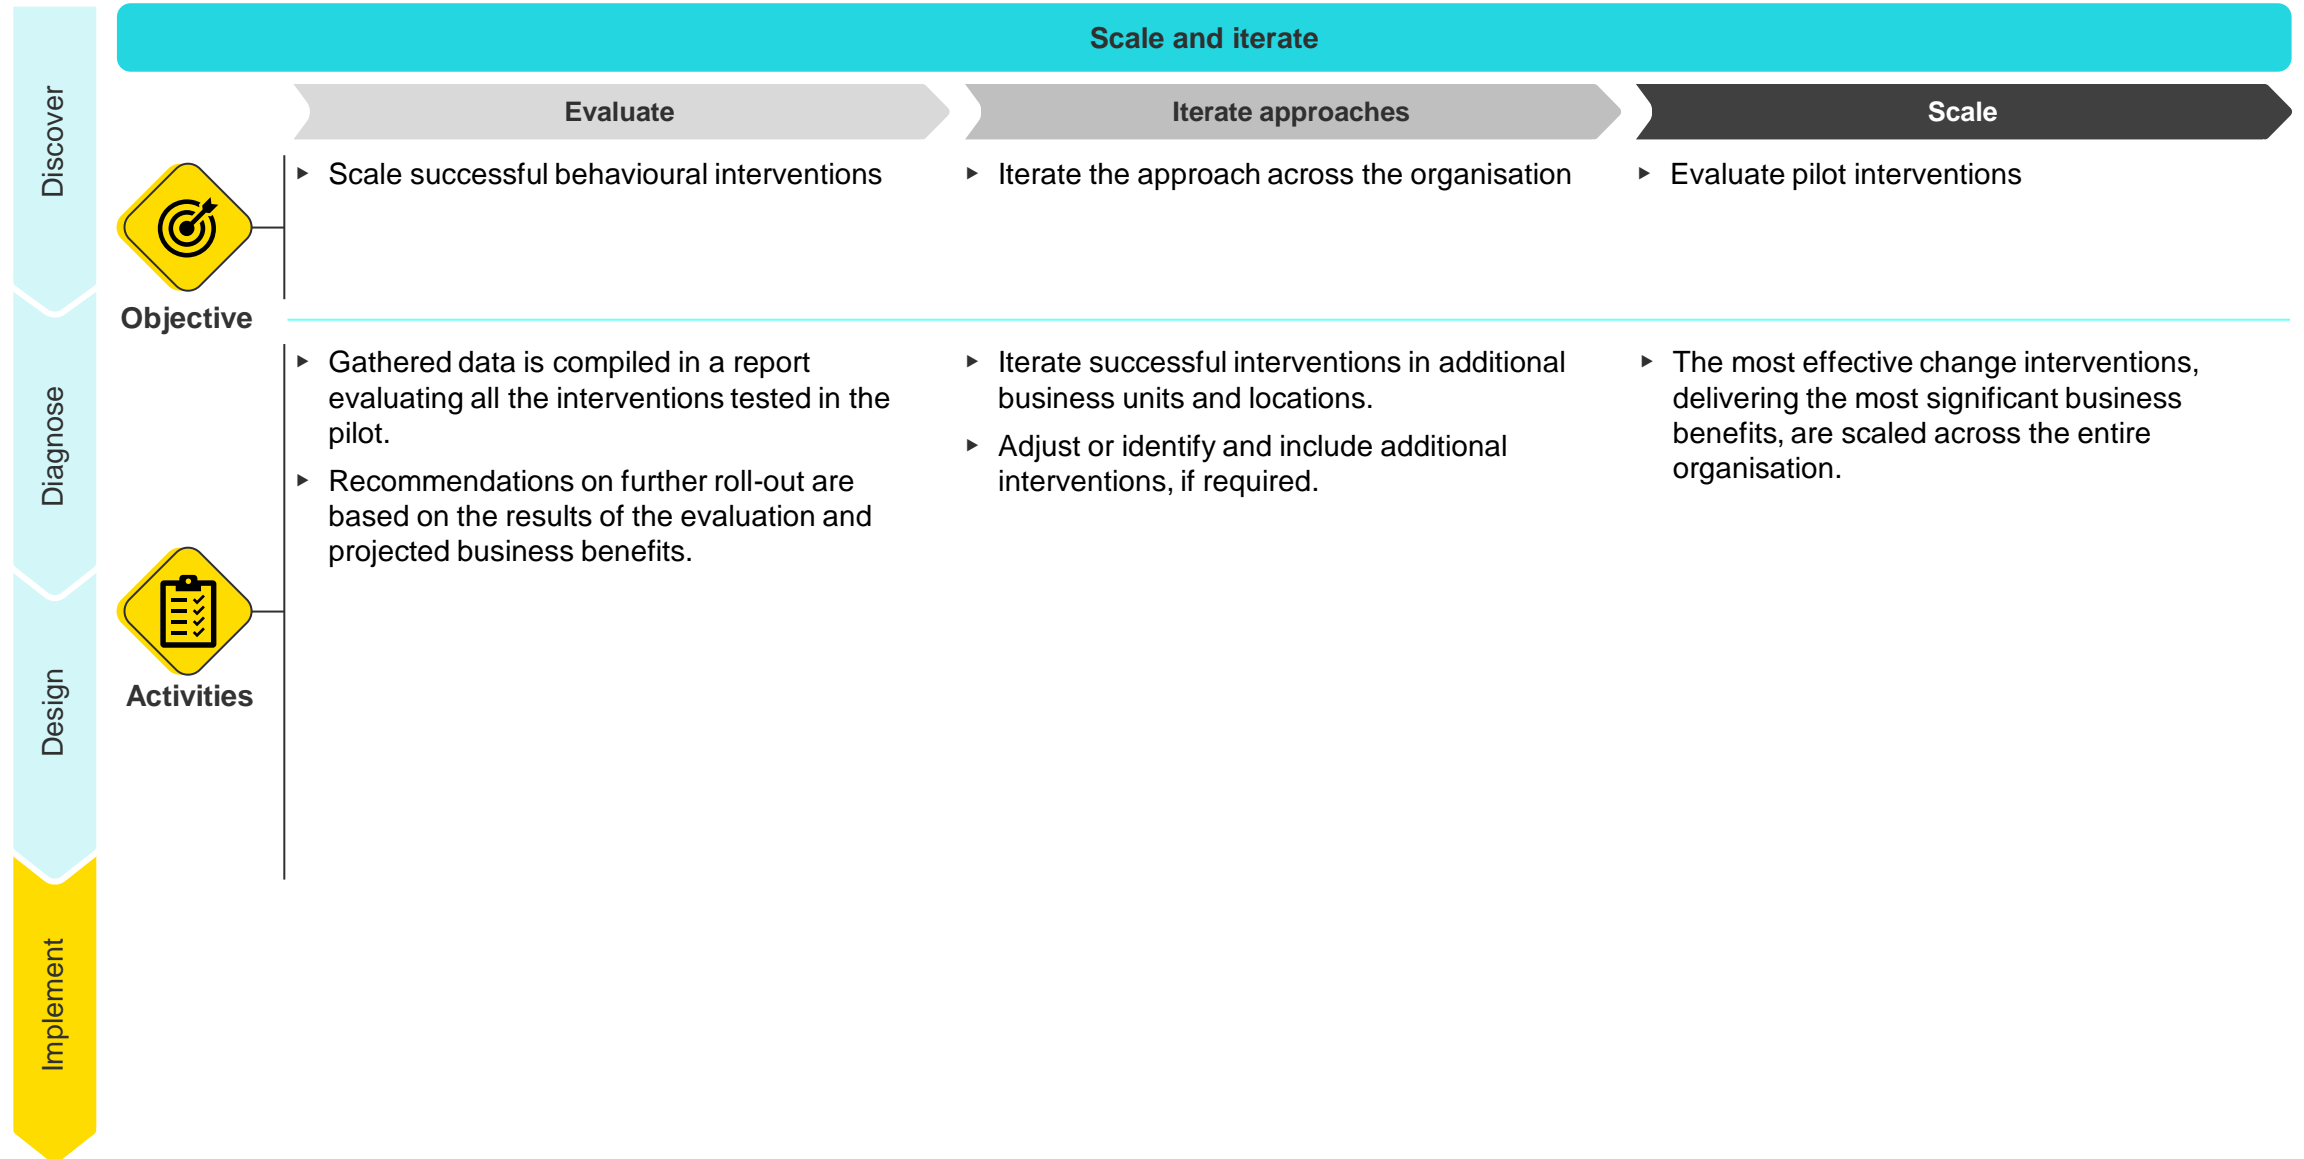 Scale and iterate
Discover
Diagnose
Design
Implement
Evaluate
Iterate approaches
Scale
Objective
Scale successful behavioural interventions
Iterate the approach across the organisation
Evaluate pilot interventions
Activities
Gathered data is compiled in a report
evaluating all the interventions tested in the
pilot.
Recommendations on further roll-out are
based on the results of the evaluation and
projected business benefits.
Iterate successful interventions in additional
business units and locations.
Adjust or identify and include additional
interventions, if required.
The most effective change interventions,
delivering the most significant business
benefits, are scaled across the entire
organisation.